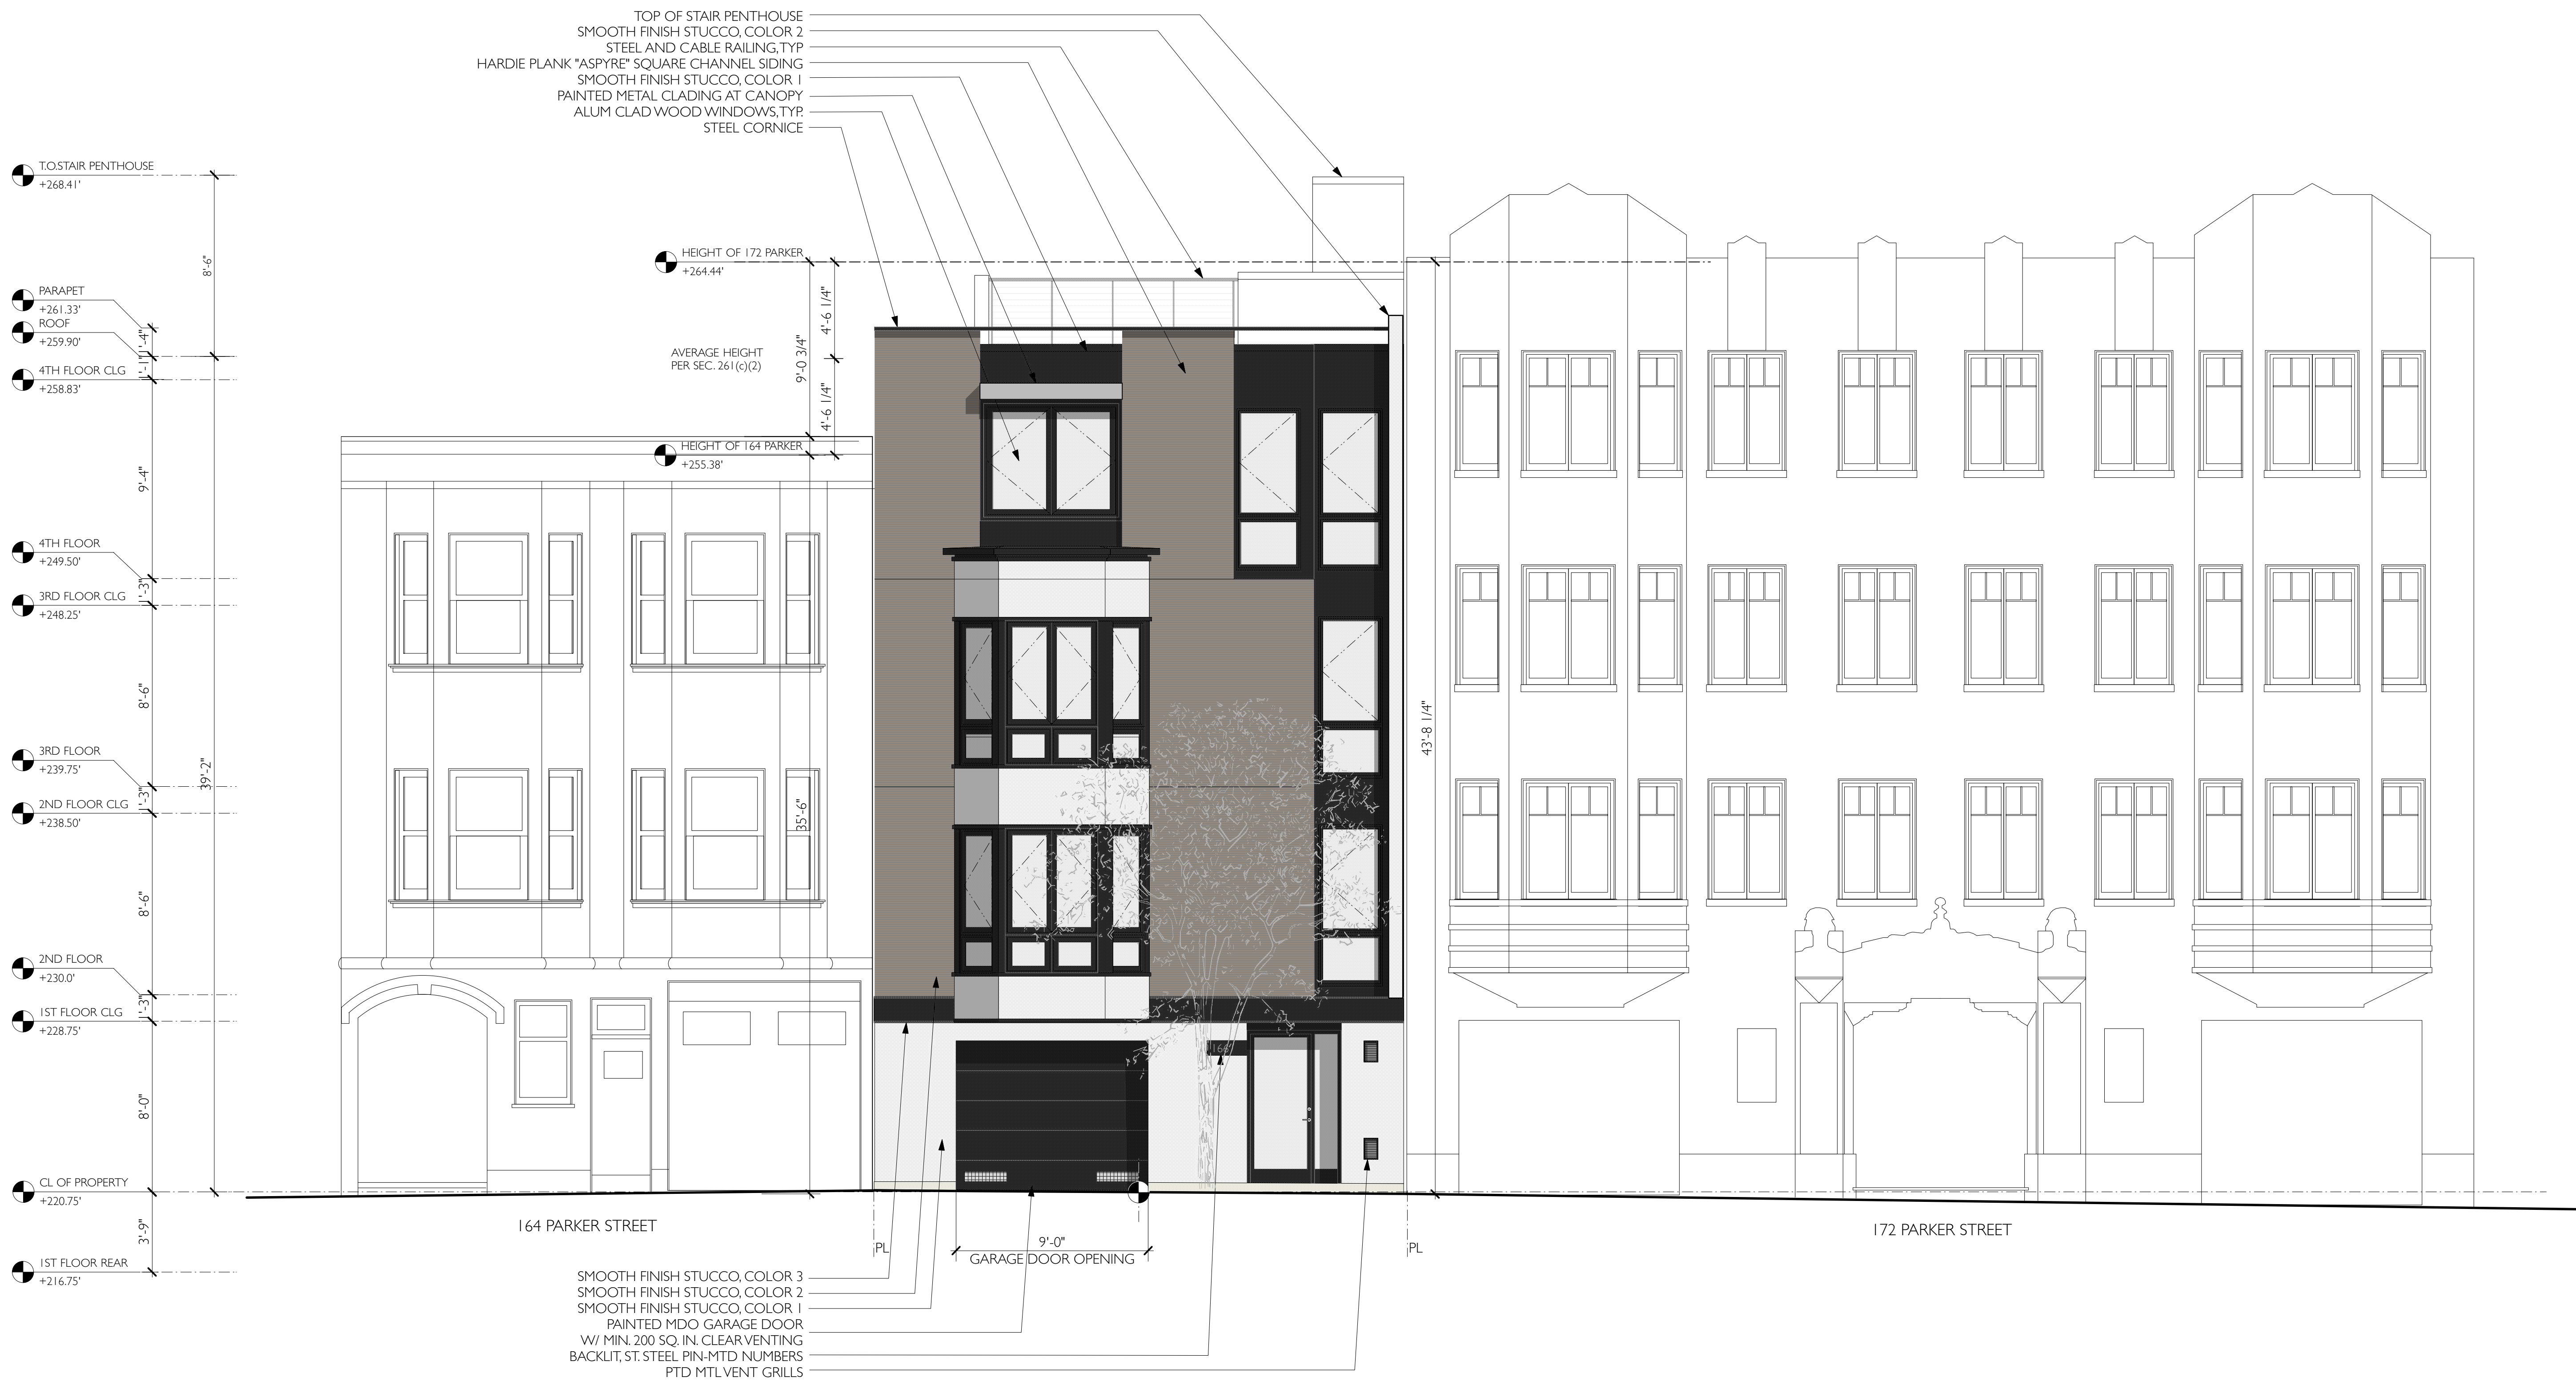 TOP OF STAIR PENTHOUSE
SMOOTH FINISH STUCCO, COLOR 2
STEEL AND CABLE RAILING, TYP
HARDIE PLANK "ASPYRE" SQUARE CHANNEL SIDING
SMOOTH FINISH STUCCO, COLOR 1
PAINTED METAL CLADING AT CANOPY
ALUM CLAD WOOD WINDOWS, TYP.
STEEL CORNICE
T.O.STAIR PENTHOUSE
+268.41'
8'-6"
PARAPET
+261.33'
ROOF
+259.90'
1'-4"
1'-1"
4TH FLOOR CLG
+258.83'
9'-4"
4TH FLOOR
+249.50'
1'-3"
3RD FLOOR CLG
+248.25'
8'-6"
3RD FLOOR
+239.75'
39'-2"
1'-3"
2ND FLOOR CLG
+238.50'
8'-6"
2ND FLOOR
+230.0'
1'-3"
1ST FLOOR CLG
+228.75'
8'-0"
CL OF PROPERTY
+220.75'
3'-9"
1ST FLOOR REAR
+216.75'
HEIGHT OF 172 PARKER
+264.44'
4'-6 1/4"
9'-0 3/4"
AVERAGE HEIGHT
PER SEC. 261(c)(2)
4'-6 1/4"
HEIGHT OF 164 PARKER
+255.38'
35'-6"
43'-8 1/4"
164 PARKER STREET
172 PARKER STREET
PL
9'-0"
GARAGE DOOR OPENING
PL
SMOOTH FINISH STUCCO, COLOR 3
SMOOTH FINISH STUCCO, COLOR 2
SMOOTH FINISH STUCCO, COLOR 1
PAINTED MDO GARAGE DOOR
W/ MIN. 200 SQ. IN. CLEAR VENTING
BACKLIT, ST. STEEL PIN-MTD NUMBERS
PTD MTL VENT GRILLS